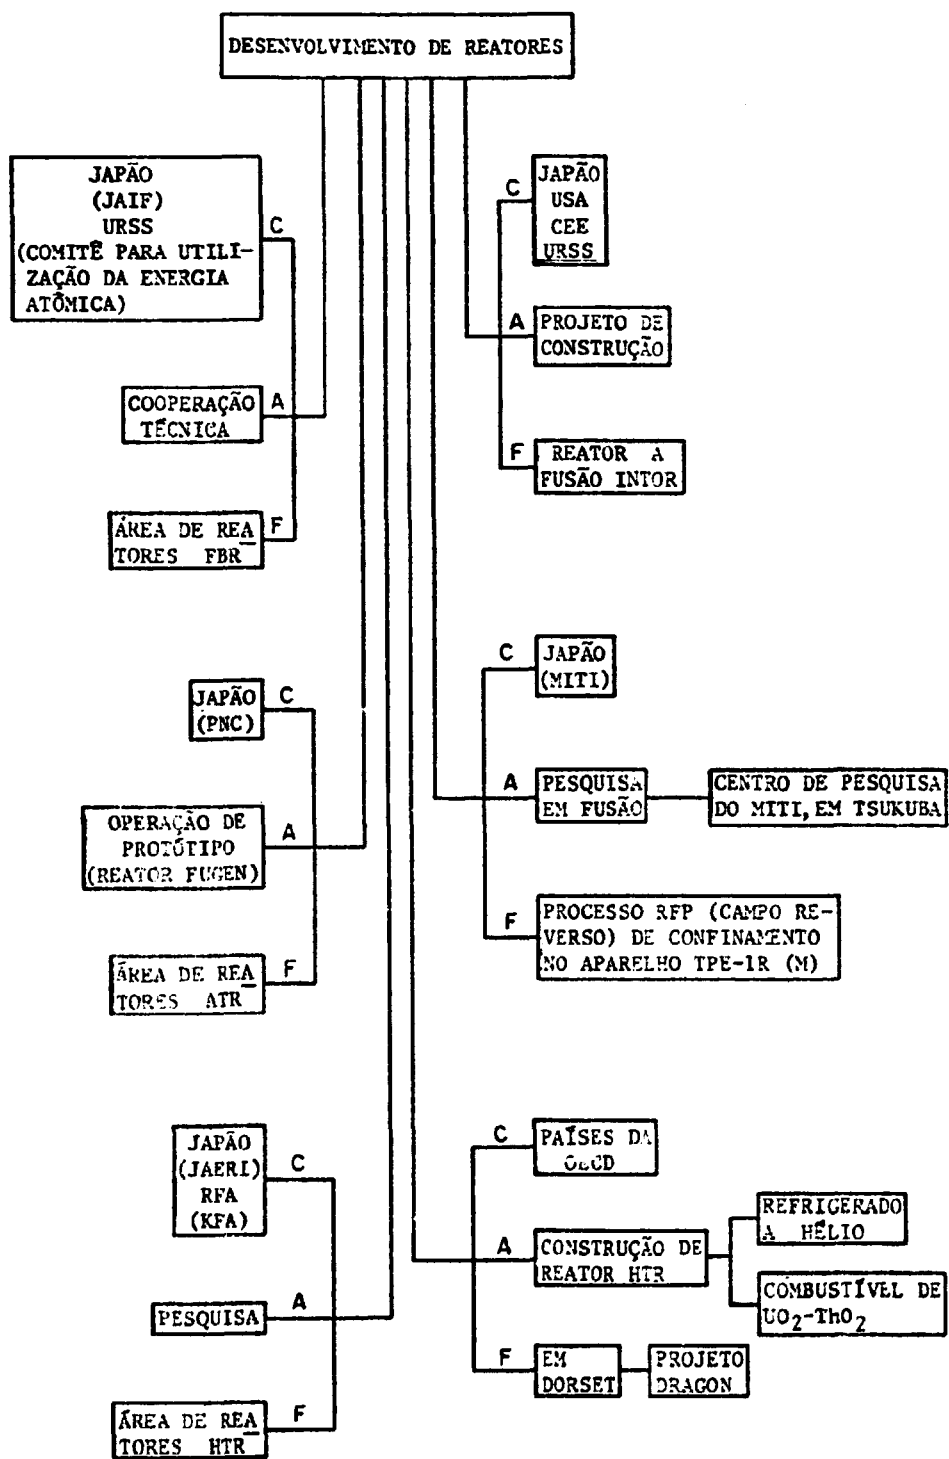 DESENVOLVIMENTO DE REATORES
JAPÃO
(JAIF)
URSS
(COMITÊ PARA UTILI-
ZAÇÃO DA ENERGIA
ATÔMICA)
C
COOPERAÇÃO
TÉCNICA
A
ÁREA DE REA
TORES FBR
F
JAPÃO
(PNC)
C
OPERAÇÃO DE
PROTÓTIPO
(REATOR FUGEN)
A
ÁREA DE REA
TORES ATR
F
JAPÃO
(JAERI)
RFA
(KFA)
C
PESQUISA
A
ÁREA DE REA
TORES HTR
F
C
JAPÃO
USA
CEE
URSS
A
PROJETO DE
CONSTRUÇÃO
F
REATOR A
FUSÃO INTOR
C
JAPÃO
(MITI)
A
PESQUISA
EM FUSÃO
CENTRO DE PESQUISA
DO MITI, EM TSUKUBA
F
PROCESSO RFP (CAMPO RE-
VERSO) DE CONFINAMENTO
NO APARELHO TPE-1R (M)
C
PAÍSES DA
OECD
A
CONSTRUÇÃO DE
REATOR HTR
REFRIGERADO
A HÉLIO
COMBUSTÍVEL DE
UO₂-ThO₂
F
EM
DORSET
PROJETO
DRAGON